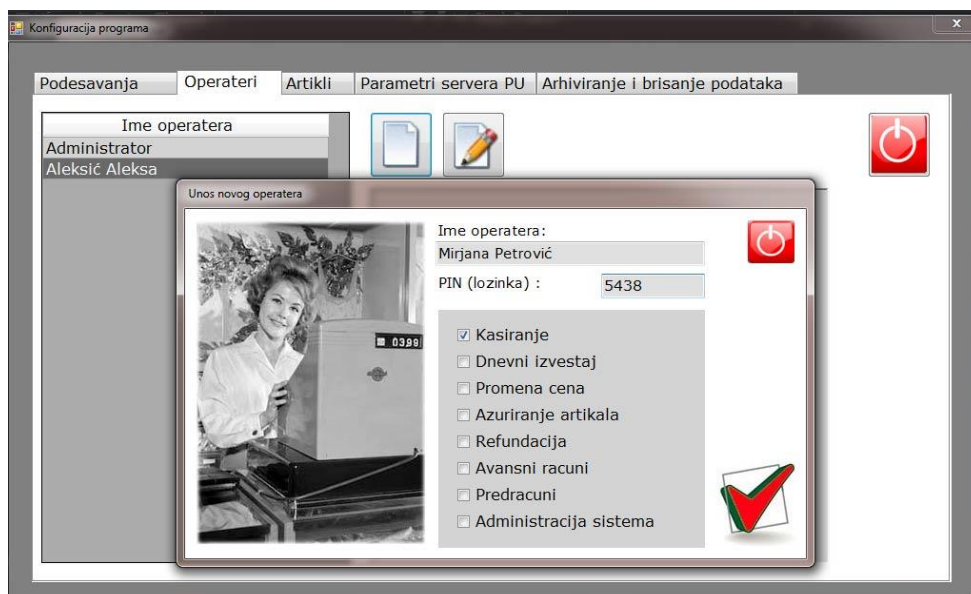 Konfiguracija programa
x
Podesavanja Operateri Artikli Parametri servera PU Arhiviranje i brisanje podataka
Ime operatera
Administrator
Aleksić Aleksa
Unos novog operatera
Ime operatera:
Mirjana Petrović
PIN (lozinka) : 5438
0399
Kasiranje
Dnevni izvestaj
Promena cena
Azuriranje artikala
Refundacija
Avansni racuni
Predracuni
Administracija sistema